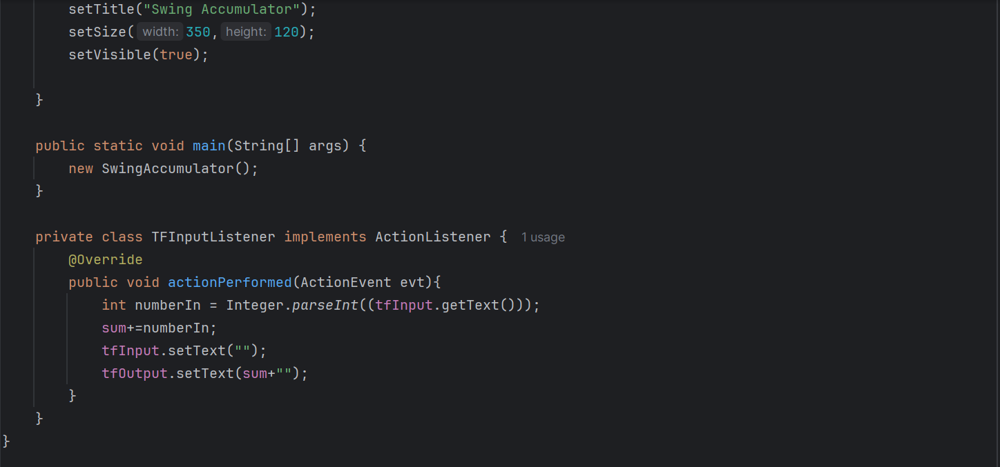 setTitle("Swing Accumulator");
setSize( width: 350, height: 120);
setVisible(true);
}
public static void main(String[] args) {
new SwingAccumulator();
}
private class TFInputListener implements ActionListener { 1 usage
@Override
public void actionPerformed(ActionEvent evt){
int numberIn = Integer.parseInt((tfInput.getText()));
sum+=numberIn;
tfInput.setText("");
tfOutput.setText(sum+"");
}
}
}